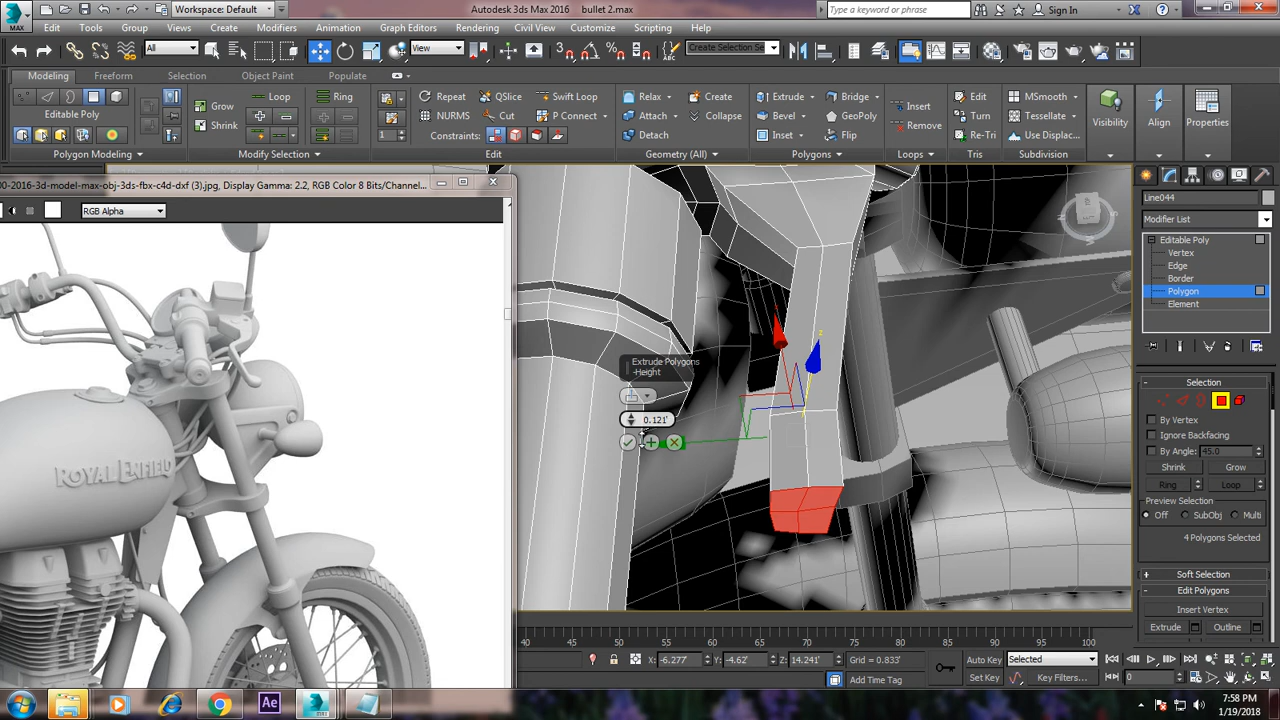 MAX
Workspace: Default
Autodesk 3ds Max 2016 bullet 2.max
Type a keyword or phrase
Sign In
Edit Tools Group Views Create Modifiers Animation Graph Editors Rendering Civil View Customize Scripting Help
All
View
Create Selection Se
Modeling Freeform Selection Object Paint Populate
Editable Poly
Grow
Shrink
Loop
Ring
1
Repeat QSlice Swift Loop
NURMS Cut P Connect
Constraints:
Relax Create
Attach Collapse
Detach
Extrude Bridge
Bevel GeoPoly
Inset Flip
Insert
Remove
Edit
Turn
Re-Tri
MSmooth
Tessellate
Use Displac...
Visibility
Align
Properties
Polygon Modeling Modify Selection Edit Geometry (All) Polygons Loops Tris Subdivision
00-2016-3d-model-max-obj-3ds-fbx-c4d-dxf (3).jpg, Display Gamma: 2.2, RGB Color 8 Bits/Channel...
RGB Alpha
ROYAL ENFIELD
Extrude Polygons
-Height
0.121'
Line044
Modifier List
Editable Poly
Vertex
Edge
Border
Polygon
Element
Selection
By Vertex
Ignore Backfacing
By Angle: 45.0
Shrink Grow
Ring Loop
Preview Selection
Off SubObj Multi
4 Polygons Selected
Soft Selection
Edit Polygons
Insert Vertex
Extrude Outline
45 50 55 60 65 70 75 80 85 90 95 100
X: -6.277' Y: -4.62' Z: 14.241' Grid = 0.833'
Add Time Tag
Auto Key Selected
Set Key Key Filters...
0
Ae
MAX
7:58 PM
1/19/2018